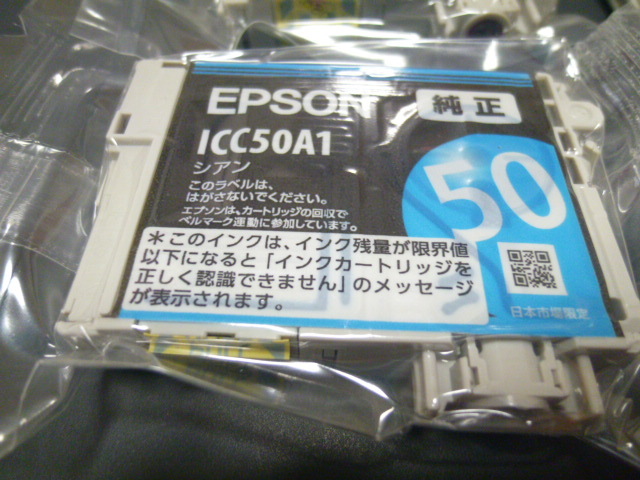 EPSON
純正
ICC50A1
シアン
このラベルは、
はがさないでください。
エプソンは、カートリッジの回収で
ベルマーク運動に参加しています。
50
＊このインクは、インク残量が限界値
以下になると「インクカートリッジを
正しく認識できません」のメッセージ
が表示されます。
日本市場限定